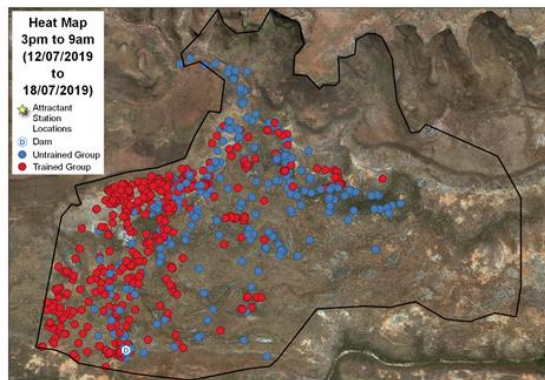 Heat Map
3pm to 9am
(12/07/2019
to
18/07/2019)
Attractant
Station
Locations
D Dam
Untrained Group
Trained Group
D